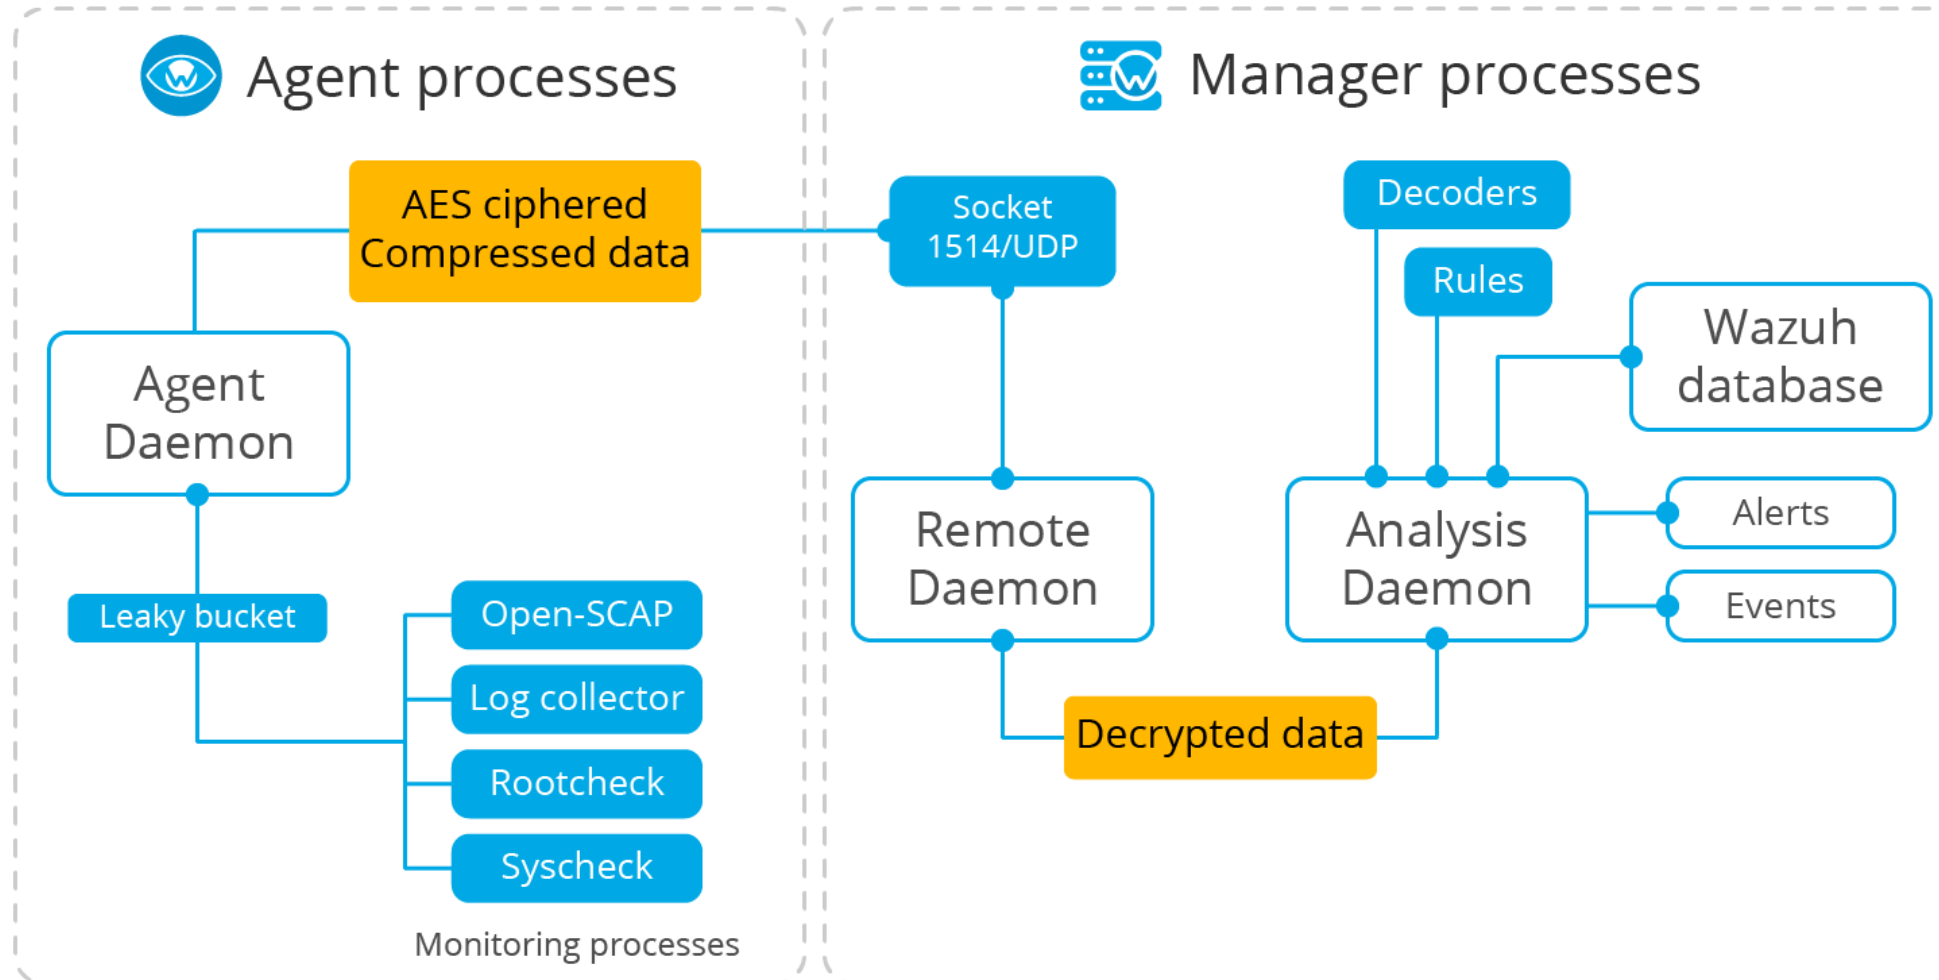 Agent processes
AES ciphered
Compressed data
Agent
Daemon
Leaky bucket
Open-SCAP
Log collector
Rootcheck
Syscheck
Monitoring processes
Manager processes
Socket
1514/UDP
Decoders
Rules
Wazuh
database
Remote
Daemon
Analysis
Daemon
Alerts
Events
Decrypted data